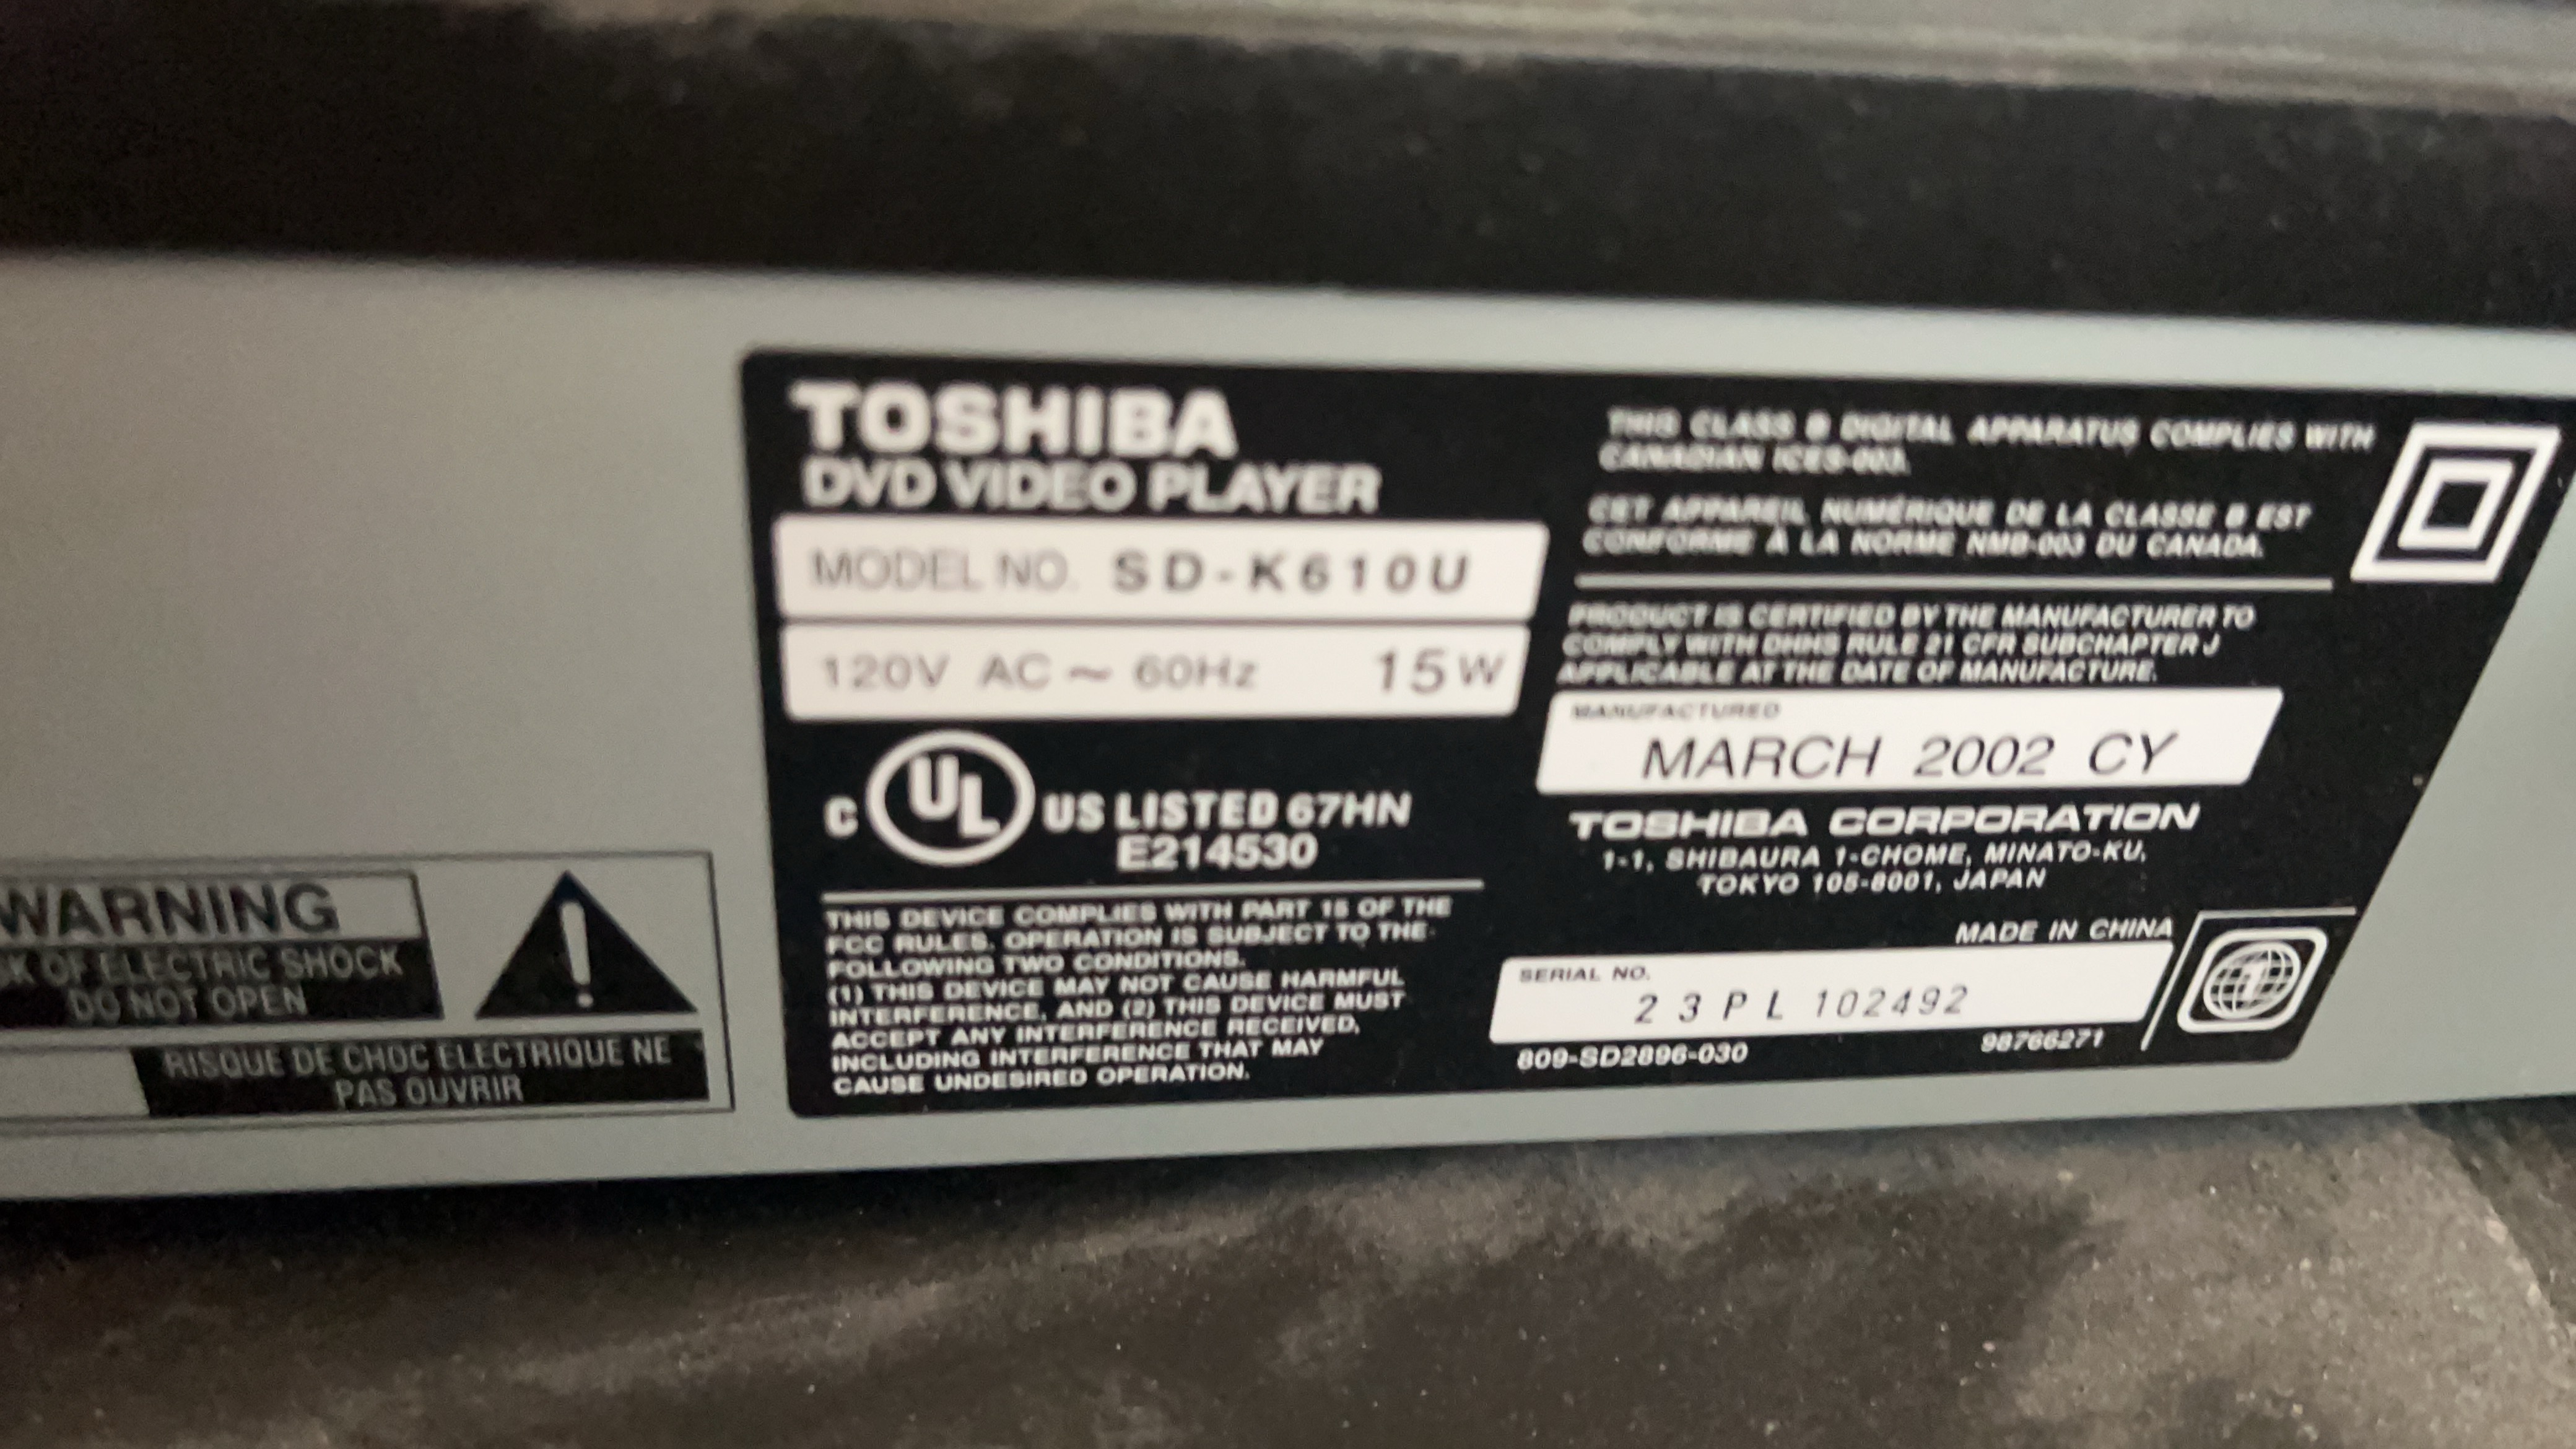 TOSHIBA
DVD VIDEO PLAYER
MODEL NO. SD-K610U
120V AC ~ 60Hz 15W
C UL US LISTED 67HN
E214530
THIS DEVICE COMPLIES WITH PART 15 OF THE
FCC RULES. OPERATION IS SUBJECT TO THE
FOLLOWING TWO CONDITIONS.
(1) THIS DEVICE MAY NOT CAUSE HARMFUL
INTERFERENCE, AND (2) THIS DEVICE MUST
ACCEPT ANY INTERFERENCE RECEIVED,
INCLUDING INTERFERENCE THAT MAY
CAUSE UNDESIRED OPERATION.
THIS CLASS B DIGITAL APPARATUS COMPLIES WITH
CANADIAN ICES-003.
CET APPAREIL NUMÉRIQUE DE LA CLASSE B EST
CONFORME À LA NORME NMB-003 DU CANADA.
PRODUCT IS CERTIFIED BY THE MANUFACTURER TO
COMPLY WITH DHHS RULE 21 CFR SUBCHAPTER J
APPLICABLE AT THE DATE OF MANUFACTURE.
MANUFACTURED
MARCH 2002 CY
TOSHIBA CORPORATION
1-1, SHIBAURA 1-CHOME, MINATO-KU,
TOKYO 105-8001, JAPAN
MADE IN CHINA
SERIAL NO.
2 3 P L 102492
809-SD2896-030 98766271
WARNING
SK OF ELECTRIC SHOCK
DO NOT OPEN
RISQUE DE CHOC ELECTRIQUE NE
PAS OUVRIR